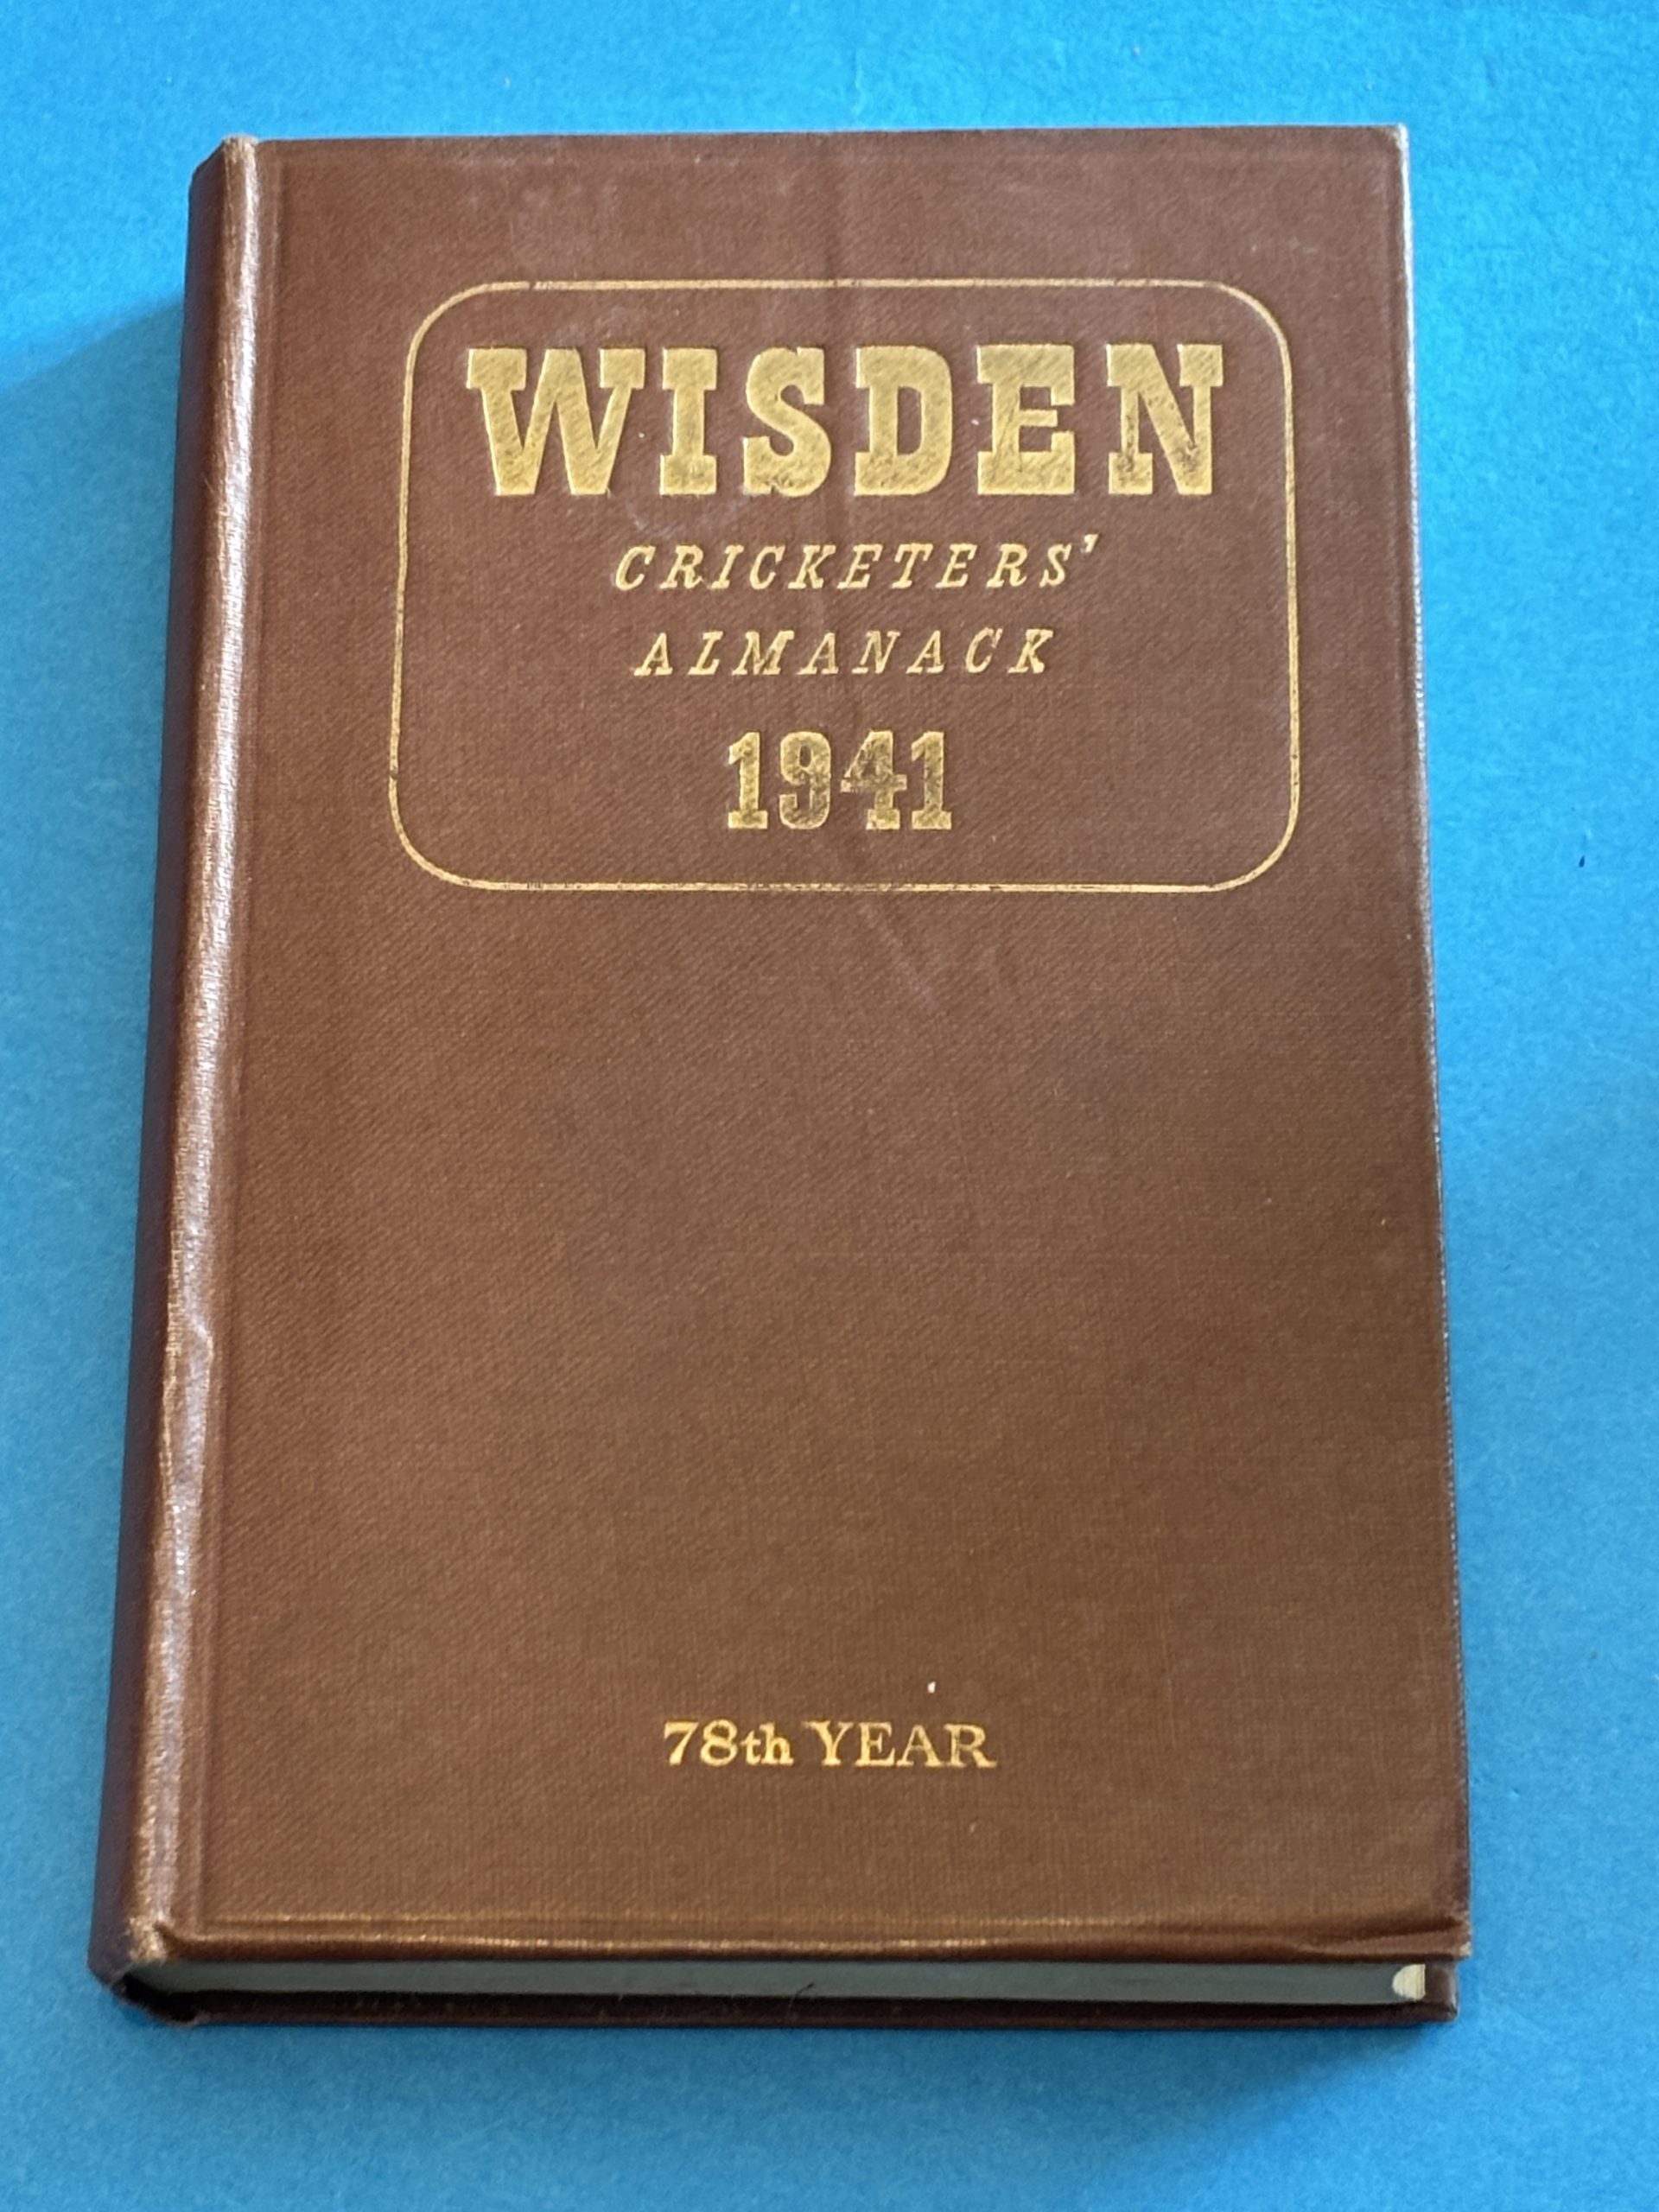 WISDEN
CRICKETERS'
ALMANACK
1941
78th YEAR